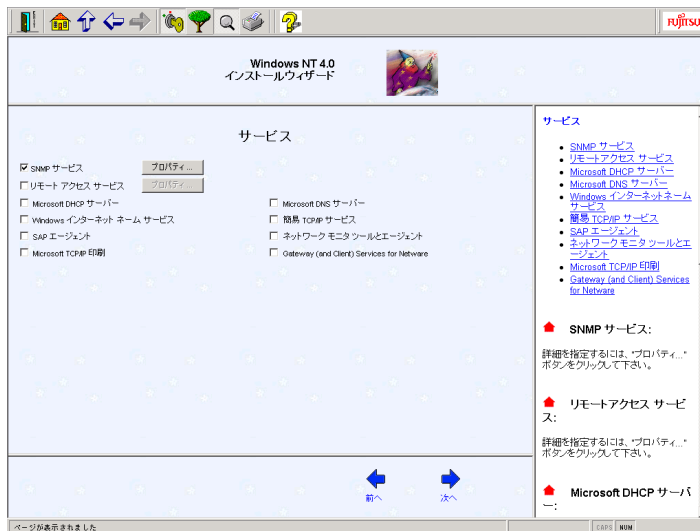 FUJITSU
Windows NT 4.0
インストールウィザード
サービス
SNMP サービス
プロパティ...
リモート アクセス サービス
プロパティ...
Microsoft DHCP サーバー
Microsoft DNS サーバー
Windows インターネット ネーム サービス
簡易 TCP/IP サービス
SAP エージェント
ネットワーク モニタ ツールとエージェント
Microsoft TCP/IP 印刷
Gateway (and Client) Services for Netware
前へ
次へ
サービス
SNMP サービス
リモートアクセス サービス
Microsoft DHCP サーバー
Microsoft DNS サーバー
Windows インターネットネーム
サービス
簡易 TCP/IP サービス
SAP エージェント
ネットワーク モニタ ツールとエ
ージェント
Microsoft TCP/IP 印刷
Gateway (and Client) Services
for Netware
SNMP サービス:
詳細を指定するには、"プロパティ..."
ボタンをクリックして下さい。
リモートアクセス サービ
ス:
詳細を指定するには、"プロパティ..."
ボタンをクリックして下さい。
Microsoft DHCP サーバ
ー:
ページが表示されました
CAPS
NUM